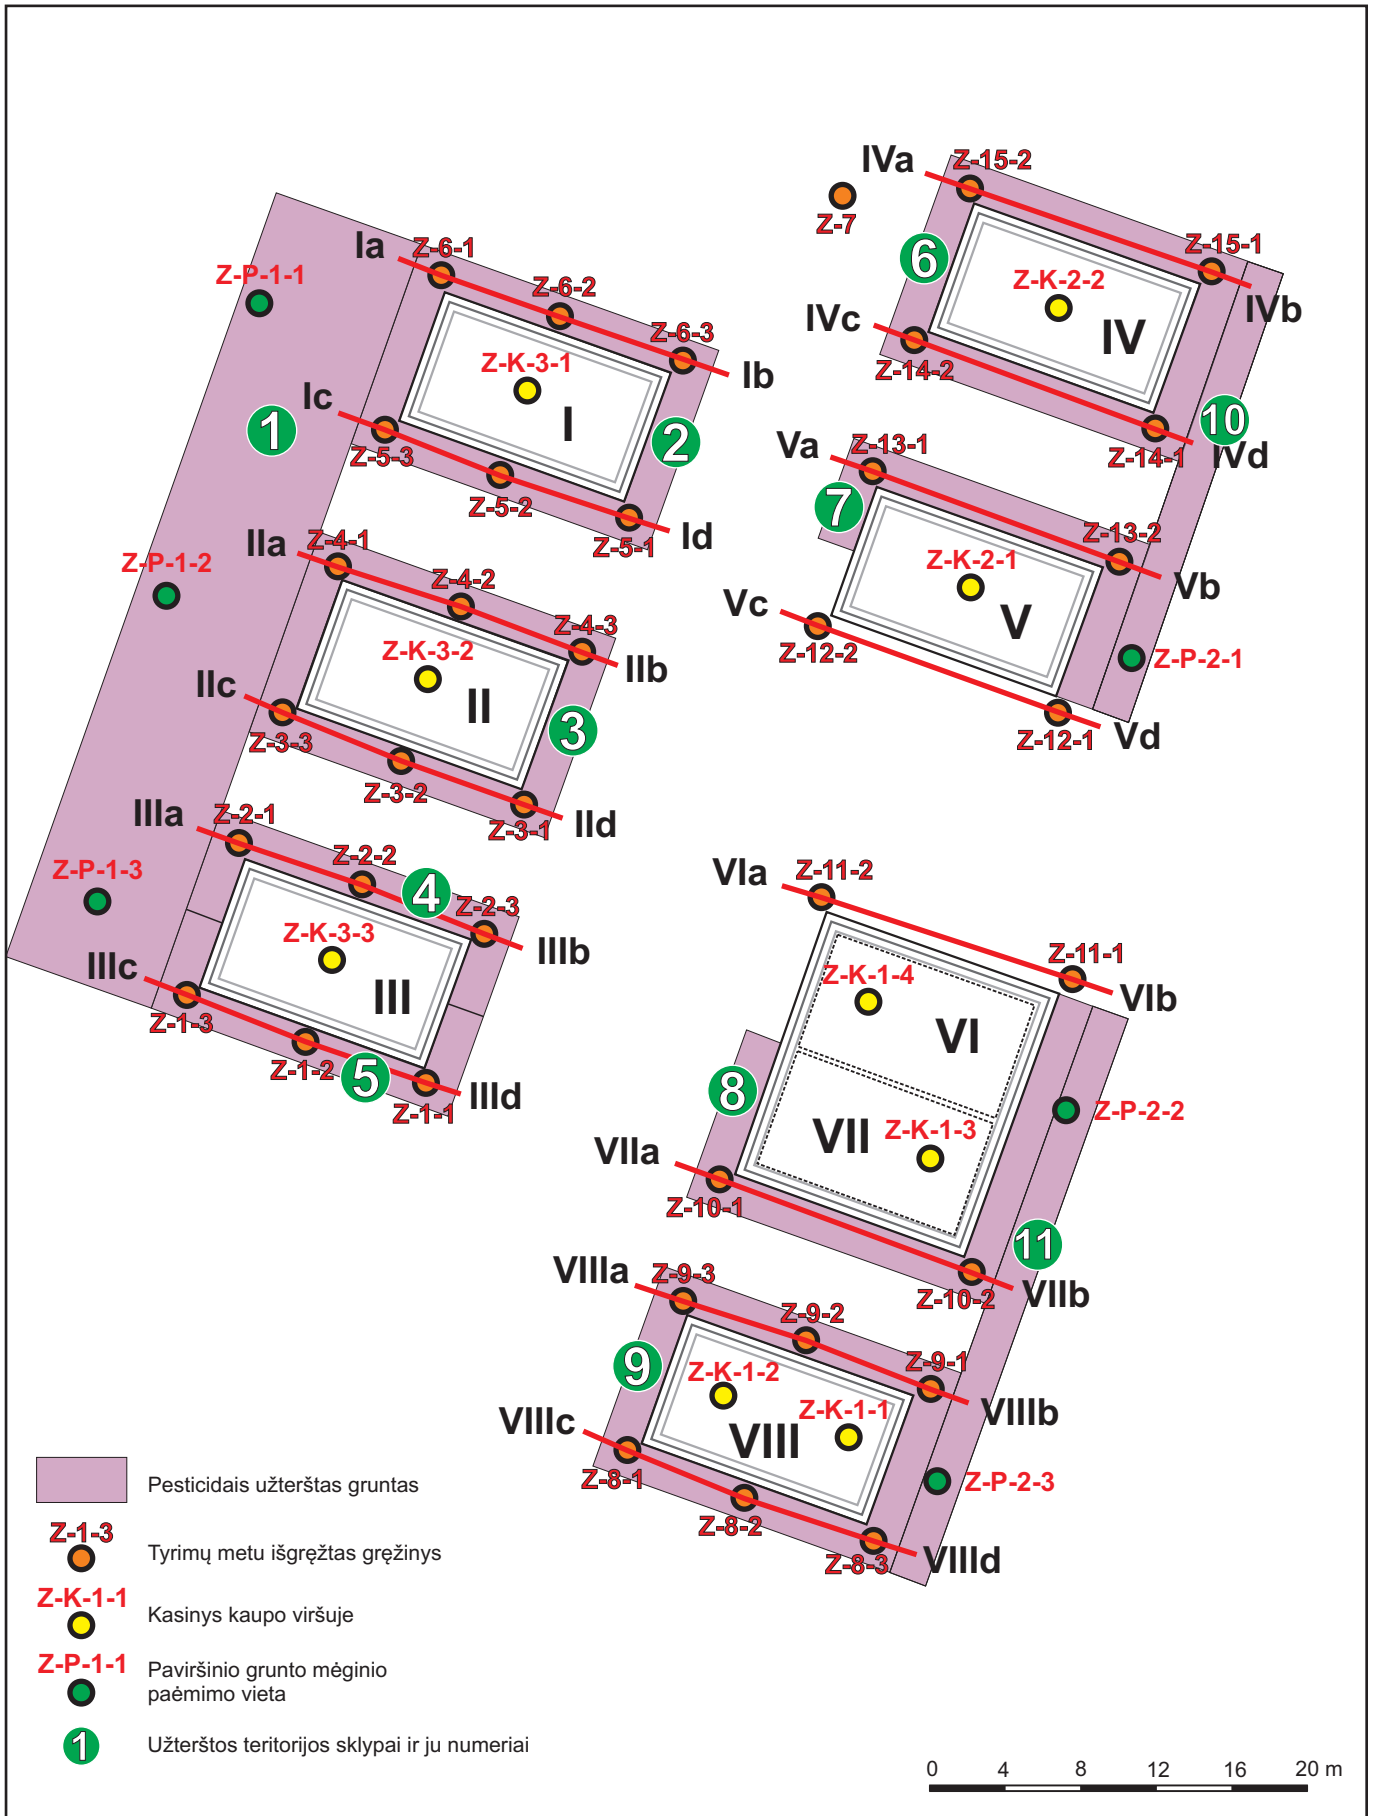 IVa
Z-15-2
Z-7
6
Z-15-1
Z-K-2-2
IVb
IV
IVc
Z-14-2
10
Z-14-1
IVd
Ia
Z-6-1
Z-P-1-1
Z-6-2
Z-6-3
Z-K-3-1
Ib
Ic
I
1
2
Z-5-3
Z-5-2
Id
Z-5-1
Va
Z-13-1
7
Z-13-2
Z-K-2-1
Vb
Vc
V
Z-12-2
Z-P-2-1
Z-12-1
Vd
IIa
Z-4-1
Z-P-1-2
Z-4-2
Z-4-3
Z-K-3-2
IIb
IIc
II
3
Z-3-3
Z-3-2
Z-3-1
IId
IIIa
Z-2-1
Z-2-2
4
Z-P-1-3
Z-2-3
Z-K-3-3
IIIb
IIIc
III
Z-1-3
Z-1-2
5
Z-1-1
IIId
VIa
Z-11-2
Z-11-1
Z-K-1-4
VIb
VI
8
Z-P-2-2
VII
Z-K-1-3
VIIa
Z-10-1
11
Z-10-2
VIIb
VIIIa
Z-9-3
Z-9-2
9
Z-9-1
Z-K-1-2
Z-K-1-1
VIIIb
VIIIc
VIII
Z-8-1
Z-P-2-3
Z-8-2
Z-8-3
VIIId
Pesticidais užterštas gruntas
Z-1-3
Tyrimų metu išgręžtas gręžinys
Z-K-1-1
Kasinys kaupo viršuje
Z-P-1-1
Paviršinio grunto mėginio
paėmimo vieta
1
Užterštos teritorijos sklypai ir ju numeriai
0 4 8 12 16 20 m